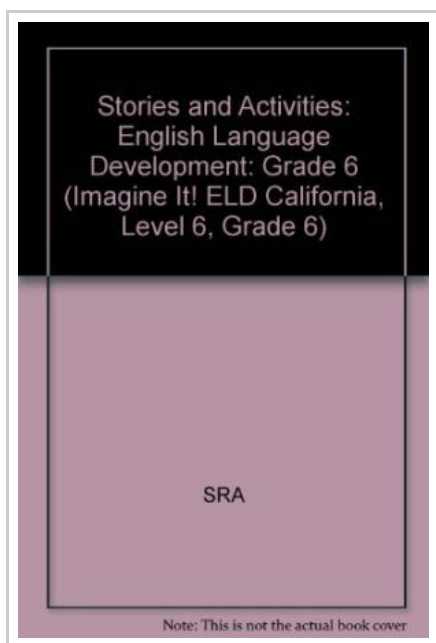 Stories and Activities:
English Language
Development: Grade 6
(Imagine It! ELD California,
Level 6, Grade 6)
SRA
Note: This is not the actual book cover